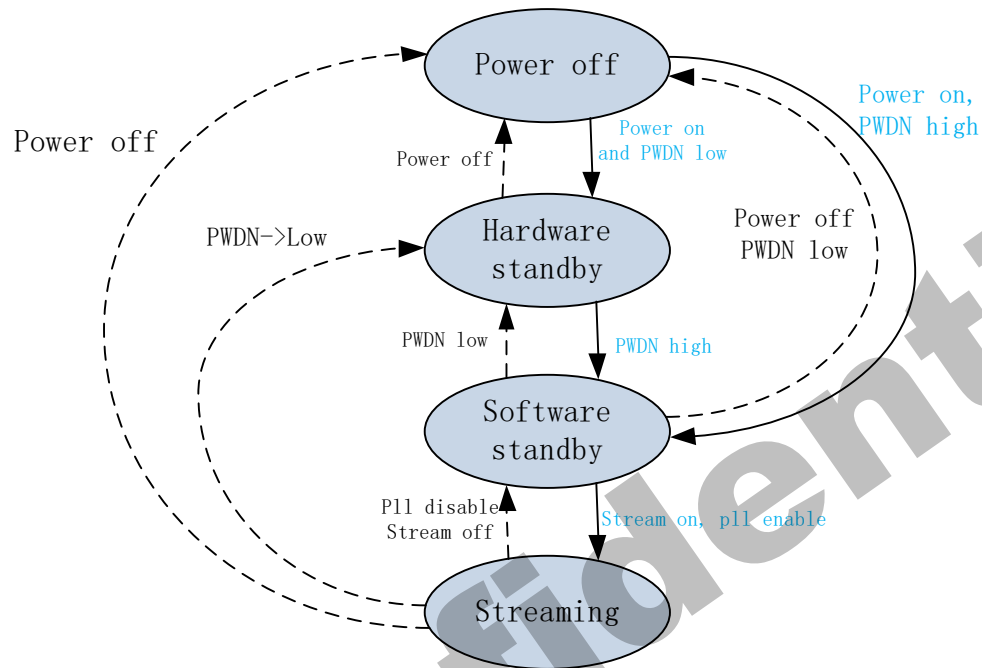 Power off
Power on,
PWDN high
Power off
Power on
and PWDN low
Power off
Hardware
standby
PWDN->Low
Power off
PWDN low
PWDN low
PWDN high
Software
standby
Pll disable
Stream off
Stream on, pll enable
Streaming